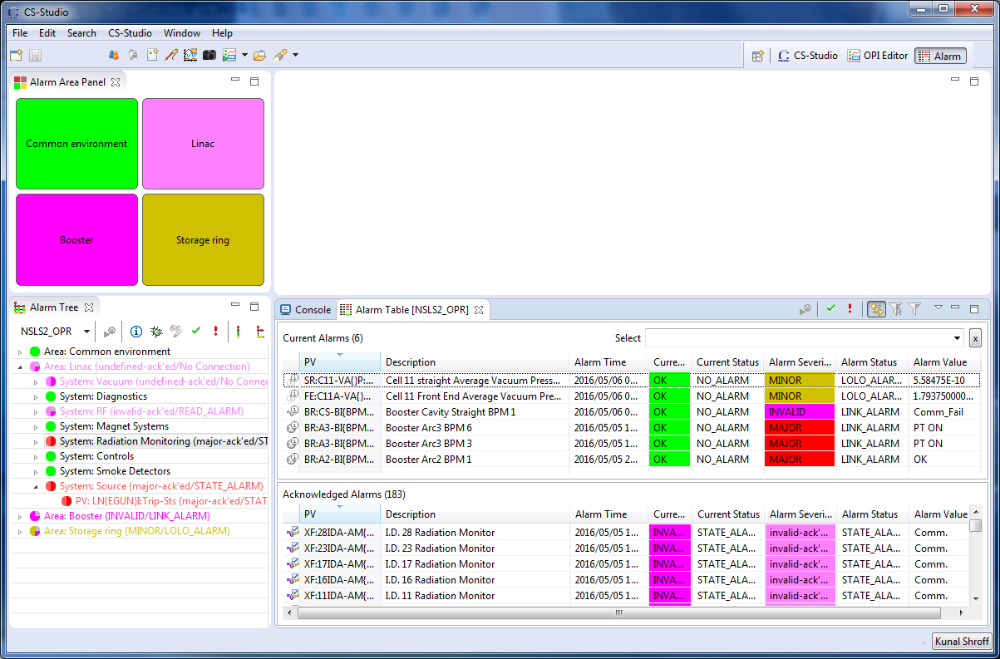 CS-Studio
File Edit Search CS-Studio Window Help
CS-Studio OPI Editor Alarm
Alarm Area Panel
Common environment Linac
Booster Storage ring
Alarm Tree
NSLS2_OPR
Area: Common environment
Area: Linac (undefined-ack'ed/No Connection)
System: Vacuum (undefined-ack'ed/No Connec
System: Diagnostics
System: RF (invalid-ack'ed/READ_ALARM)
System: Magnet Systems
System: Radiation Monitoring (major-ack'ed/ST
System: Controls
System: Smoke Detectors
System: Source (major-ack'ed/STATE_ALARM)
PV: LN{EGUN}I:Trip-Sts (major-ack'ed/STAT
Area: Booster (INVALID/LINK_ALARM)
Area: Storage ring (MINOR/LOLO_ALARM)
Console Alarm Table [NSLS2_OPR]
Current Alarms (6) Select x
PV Description Alarm Time Curre... Current Status Alarm Severi... Alarm Status Alarm Value
SR:C11-VA{}P:... Cell 11 straight Average Vacuum Press... 2016/05/06 0... OK NO_ALARM MINOR LOLO_ALAR... 5.58475E-10
FE:C11A-VA{}... Cell 11 Front End Average Vacuum Pre... 2016/05/06 0... OK NO_ALARM MINOR LOLO_ALAR... 1.793750000...
BR:CS-BI{BPM... Booster Cavity Straight BPM 1 2016/05/06 0... OK NO_ALARM INVALID LINK_ALARM Comm_Fail
BR:A3-BI{BPM... Booster Arc3 BPM 6 2016/05/05 1... OK NO_ALARM MAJOR LINK_ALARM PT ON
BR:A3-BI{BPM... Booster Arc3 BPM 3 2016/05/05 1... OK NO_ALARM MAJOR LINK_ALARM PT ON
BR:A2-BI{BPM... Booster Arc2 BPM 1 2016/05/05 2... OK NO_ALARM MAJOR LINK_ALARM OK
Acknowledged Alarms (183)
PV Description Alarm Time Curre... Current Status Alarm Severi... Alarm Status Alarm Value
XF:28IDA-AM{... I.D. 28 Radiation Monitor 2016/05/05 1... INVA... STATE_ALA... invalid-ack'... STATE_ALA... Comm.
XF:23IDA-AM{... I.D. 23 Radiation Monitor 2016/05/05 1... INVA... STATE_ALA... invalid-ack'... STATE_ALA... Comm.
XF:17IDA-AM{... I.D. 17 Radiation Monitor 2016/05/05 1... INVA... STATE_ALA... invalid-ack'... STATE_ALA... Comm.
XF:16IDA-AM{... I.D. 16 Radiation Monitor 2016/05/05 1... INVA... STATE_ALA... invalid-ack'... STATE_ALA... Comm.
XF:11IDA-AM{... I.D. 11 Radiation Monitor 2016/05/05 1... INVA... STATE_ALA... invalid-ack'... STATE_ALA... Comm.
Kunal Shroff